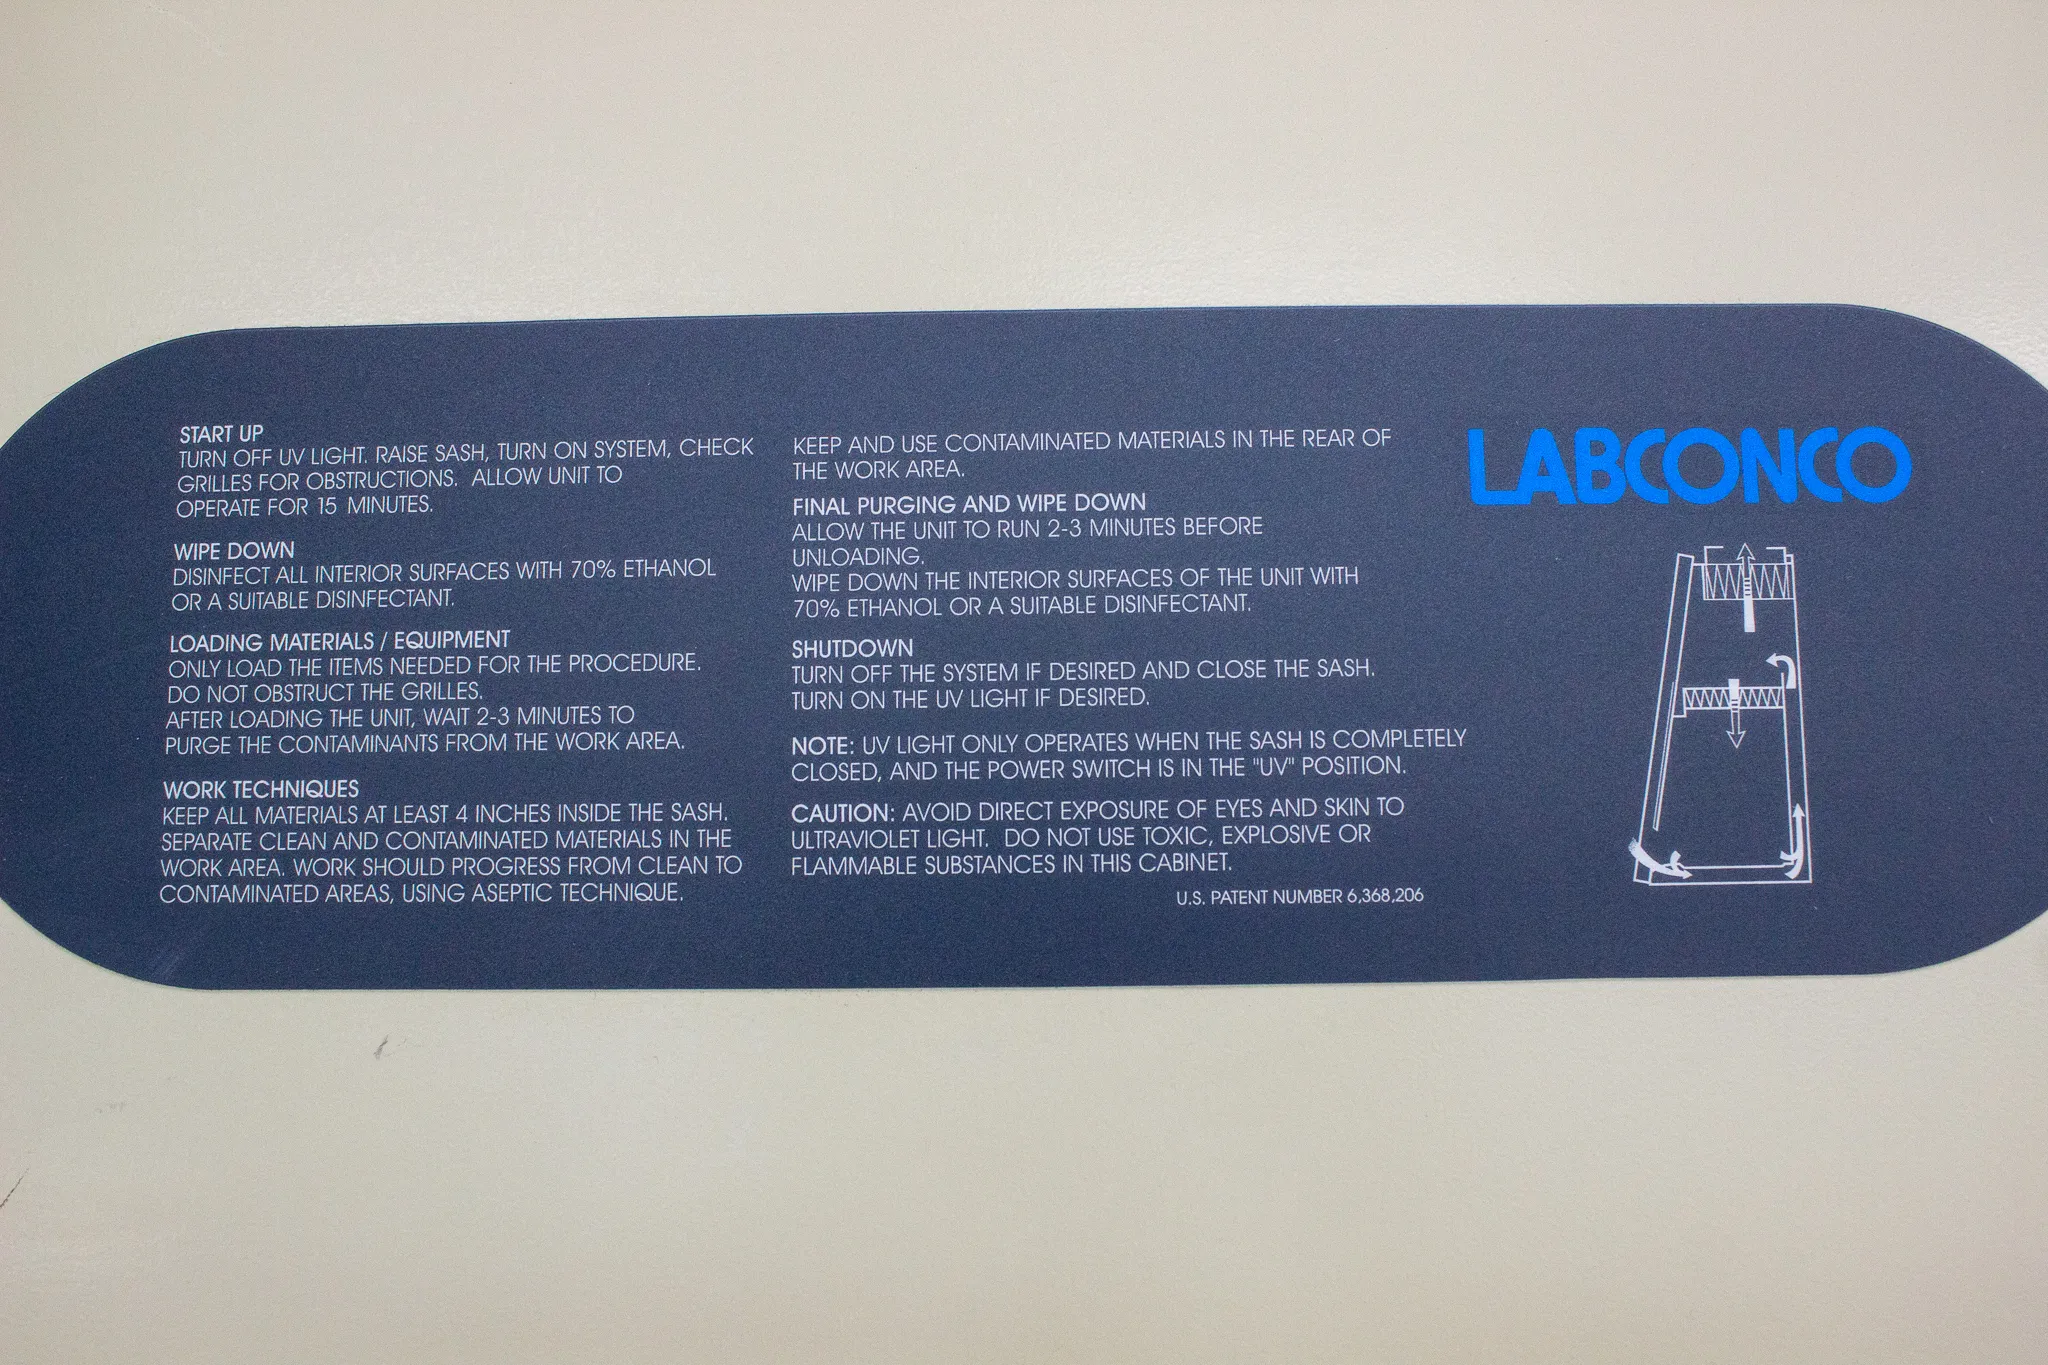 START UP
TURN OFF UV LIGHT. RAISE SASH, TURN ON SYSTEM, CHECK
GRILLES FOR OBSTRUCTIONS. ALLOW UNIT TO
OPERATE FOR 15 MINUTES.
WIPE DOWN
DISINFECT ALL INTERIOR SURFACES WITH 70% ETHANOL
OR A SUITABLE DISINFECTANT.
LOADING MATERIALS / EQUIPMENT
ONLY LOAD THE ITEMS NEEDED FOR THE PROCEDURE.
DO NOT OBSTRUCT THE GRILLES.
AFTER LOADING THE UNIT, WAIT 2-3 MINUTES TO
PURGE THE CONTAMINANTS FROM THE WORK AREA.
WORK TECHNIQUES
KEEP ALL MATERIALS AT LEAST 4 INCHES INSIDE THE SASH.
SEPARATE CLEAN AND CONTAMINATED MATERIALS IN THE
WORK AREA. WORK SHOULD PROGRESS FROM CLEAN TO
CONTAMINATED AREAS, USING ASEPTIC TECHNIQUE.
KEEP AND USE CONTAMINATED MATERIALS IN THE REAR OF
THE WORK AREA.
FINAL PURGING AND WIPE DOWN
ALLOW THE UNIT TO RUN 2-3 MINUTES BEFORE
UNLOADING.
WIPE DOWN THE INTERIOR SURFACES OF THE UNIT WITH
70% ETHANOL OR A SUITABLE DISINFECTANT.
SHUTDOWN
TURN OFF THE SYSTEM IF DESIRED AND CLOSE THE SASH.
TURN ON THE UV LIGHT IF DESIRED.
NOTE: UV LIGHT ONLY OPERATES WHEN THE SASH IS COMPLETELY
CLOSED, AND THE POWER SWITCH IS IN THE "UV" POSITION.
CAUTION: AVOID DIRECT EXPOSURE OF EYES AND SKIN TO
ULTRAVIOLET LIGHT. DO NOT USE TOXIC, EXPLOSIVE OR
FLAMMABLE SUBSTANCES IN THIS CABINET.
U.S. PATENT NUMBER 6,368,206
LABCONCO